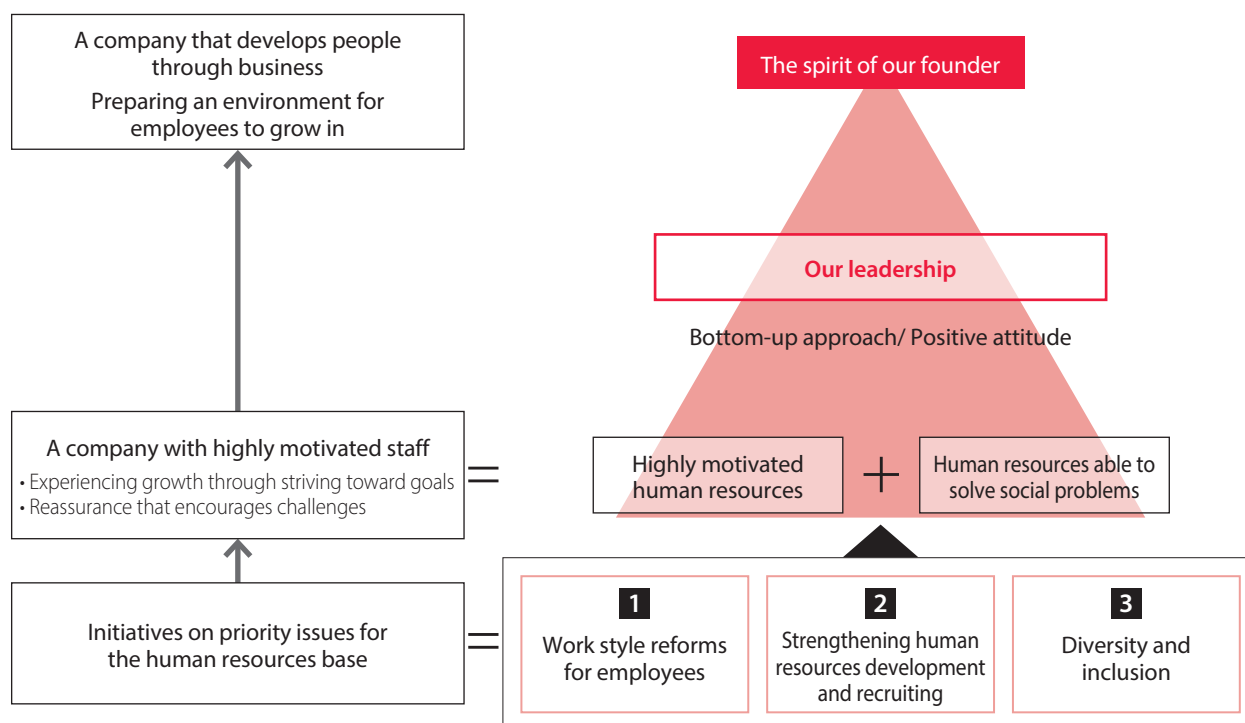 A company that develops people
through business
Preparing an environment for
employees to grow in
The spirit of our founder
Our leadership
Bottom-up approach/ Positive attitude
A company with highly motivated staff
• Experiencing growth through striving toward goals
• Reassurance that encourages challenges
=
Highly motivated
human resources
+
Human resources able to
solve social problems
Initiatives on priority issues for
the human resources base
=
1
Work style reforms
for employees
2
Strengthening human
resources development
and recruiting
3
Diversity and
inclusion